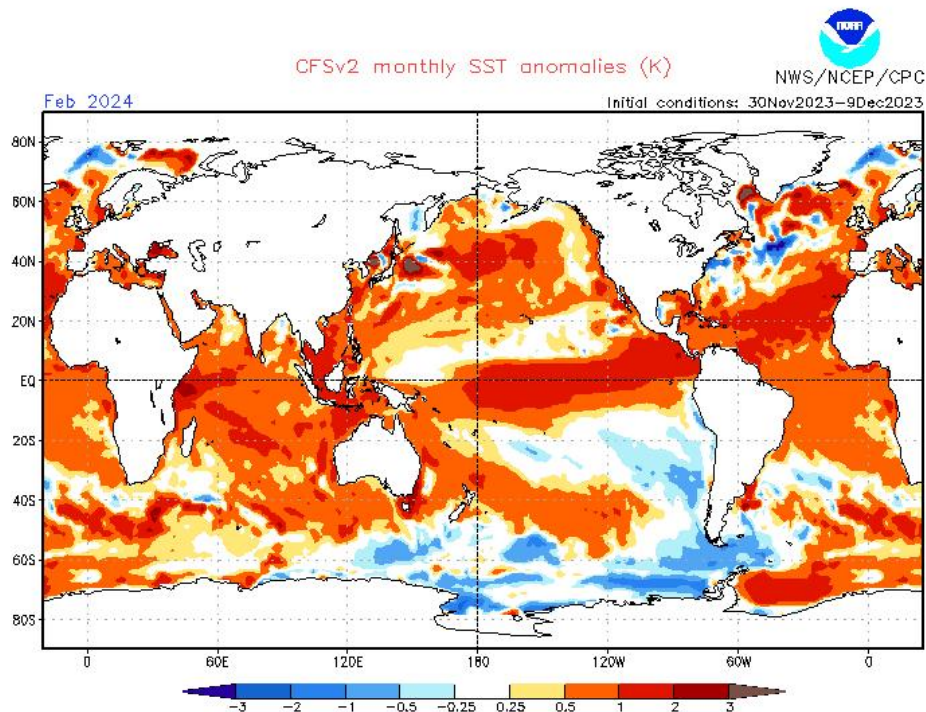 NOAA
CFSv2 monthly SST anomalies (K)
NWS/NCEP/CPC
Feb 2024
Initial conditions: 30Nov2023-9Dec2023
80N
60N
40N
20N
EQ
20S
40S
60S
80S
0 60E 120E 180 120W 60W 0
-3 -2 -1 -0.5 -0.25 0.25 0.5 1 2 3